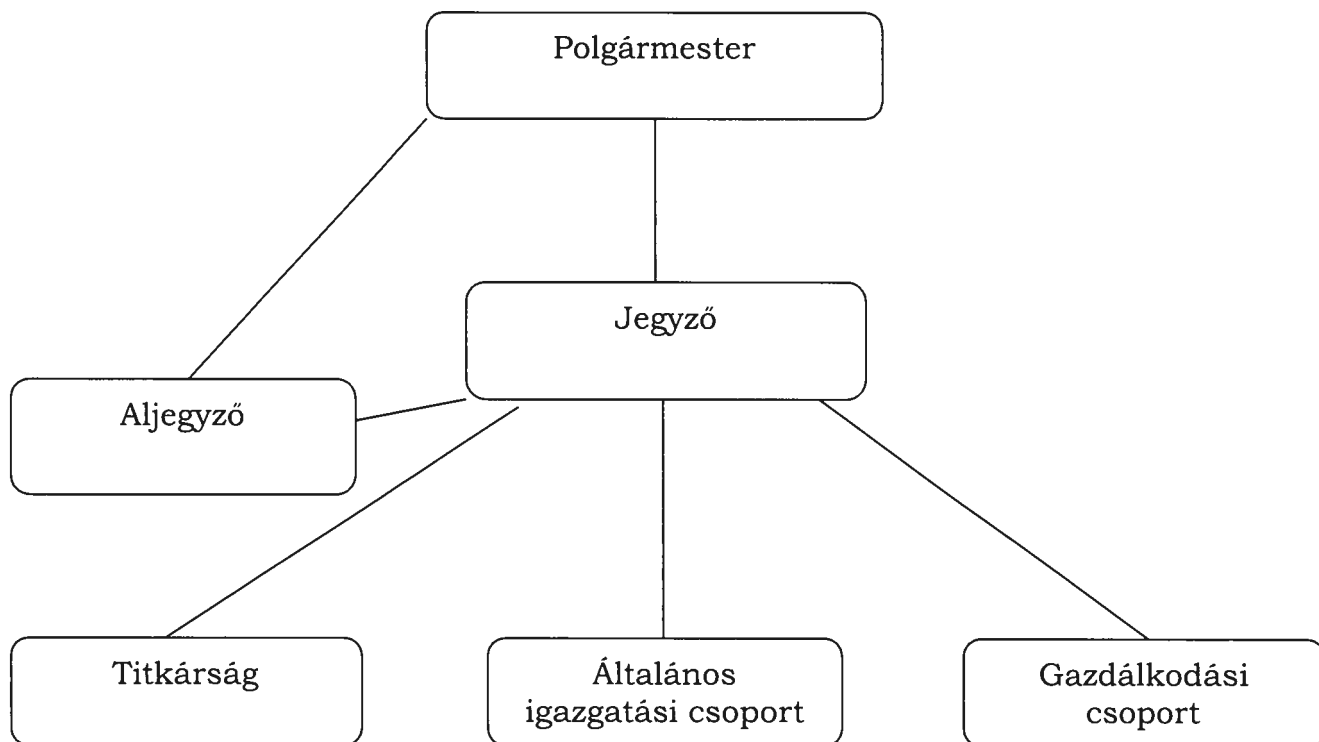 Polgármester
Jegyző
Aljegyző
Titkárság
Általános
igazgatási csoport
Gazdálkodási
csoport